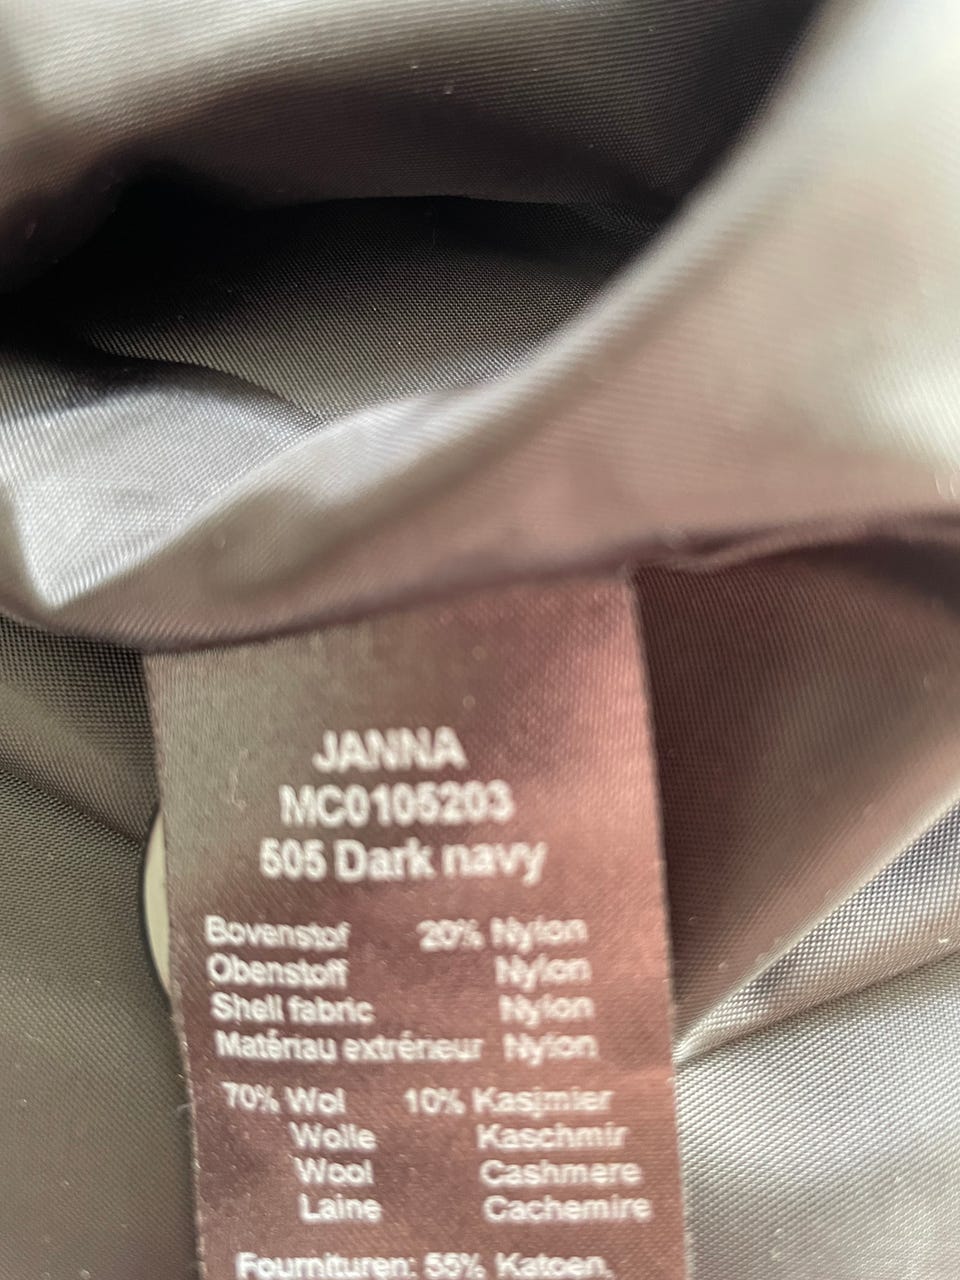 JANNA
MC0105203
505 Dark navy
Bovenstof 20% Nylon
Obenstoff Nylon
Shell fabric Nylon
Matériau extrérieur Nylon
70% Wol 10% Kasjmier
Wolle Kaschmir
Wool Cashmere
Laine Cachemire
Fournituren: 55% Katoen,